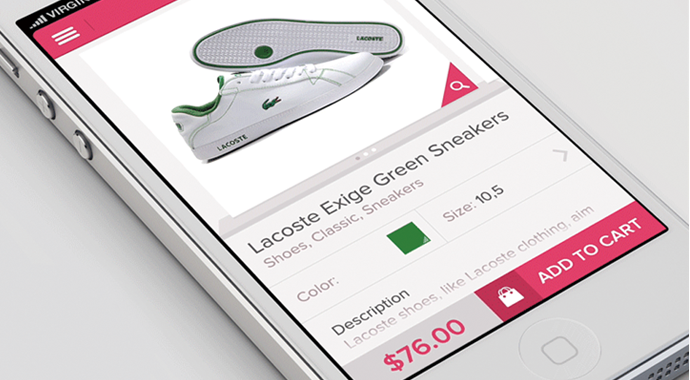 VIRGIN
LACOSTE
LACOSTE
Lacoste Exige Green Sneakers
Shoes, Classic, Sneakers
Color:
Size: 10,5
Description
Lacoste shoes, like Lacoste clothing, aim
$76.00
ADD TO CART